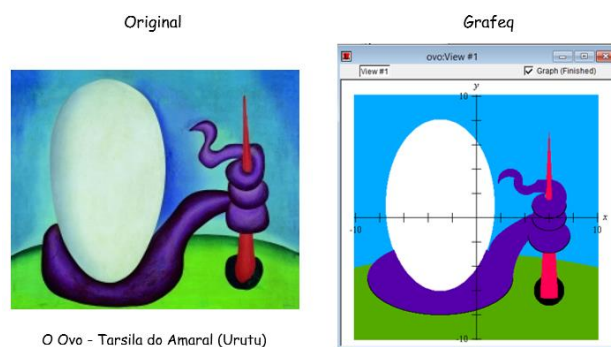 Original
Grafeq
ovo:View #1
View #1
Graph (Finished)
y
10
-10
x
10
-10
O Ovo - Tarsila do Amaral (Urutu)